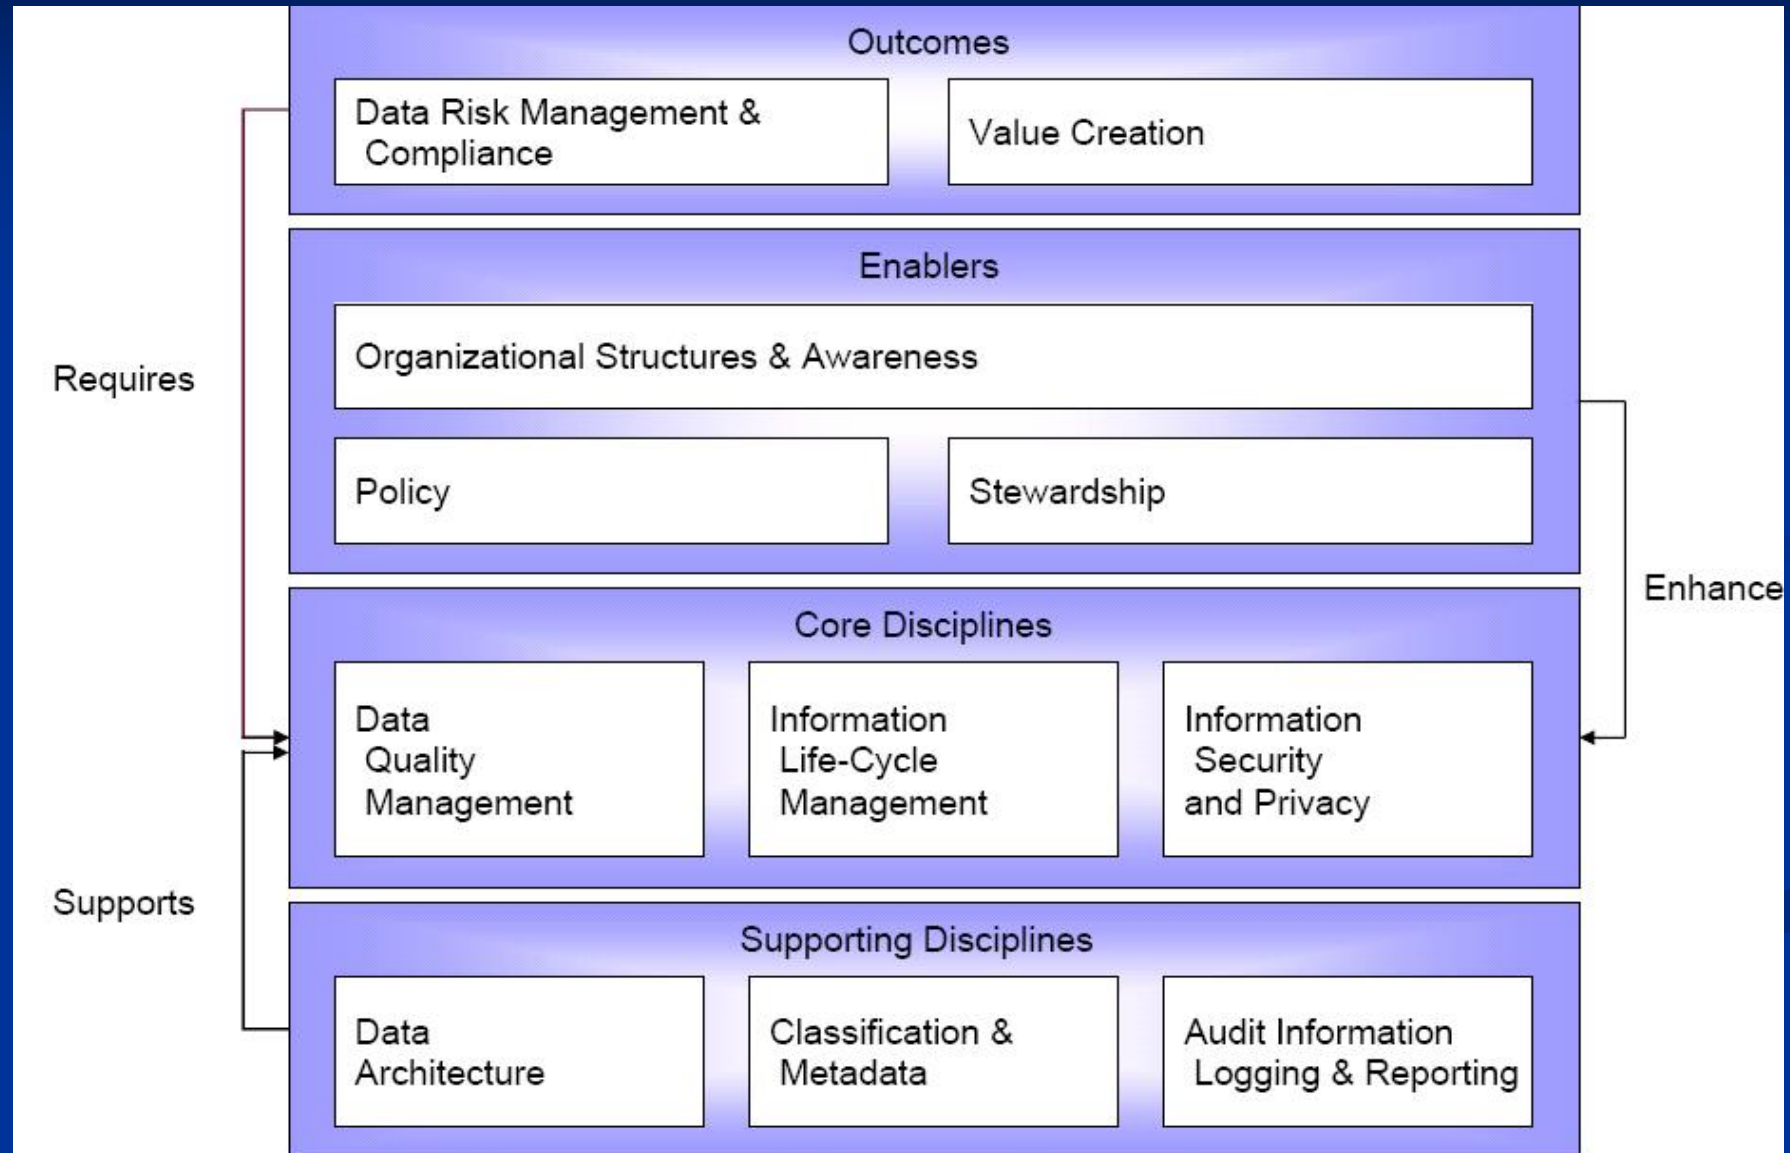 Outcomes
Data Risk Management &
Compliance
Value Creation
Enablers
Organizational Structures & Awareness
Requires
Policy
Stewardship
Enhance
Core Disciplines
Data
Quality
Management
Information
Life-Cycle
Management
Information
Security
and Privacy
Supports
Supporting Disciplines
Data
Architecture
Classification &
Metadata
Audit Information
Logging & Reporting